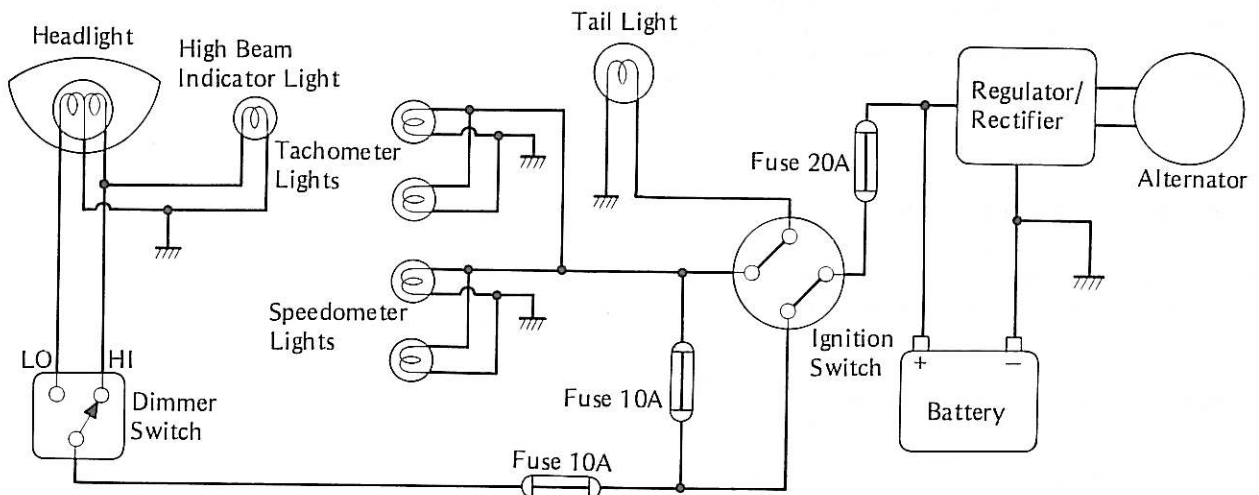 Headlight
High Beam
Indicator Light
Tail Light
Regulator/
Rectifier
Alternator
Tachometer
Lights
Fuse 20A
Speedometer
Lights
Ignition
Switch
LO
HI
Dimmer
Switch
Fuse 10A
Fuse 10A
+
−
Battery